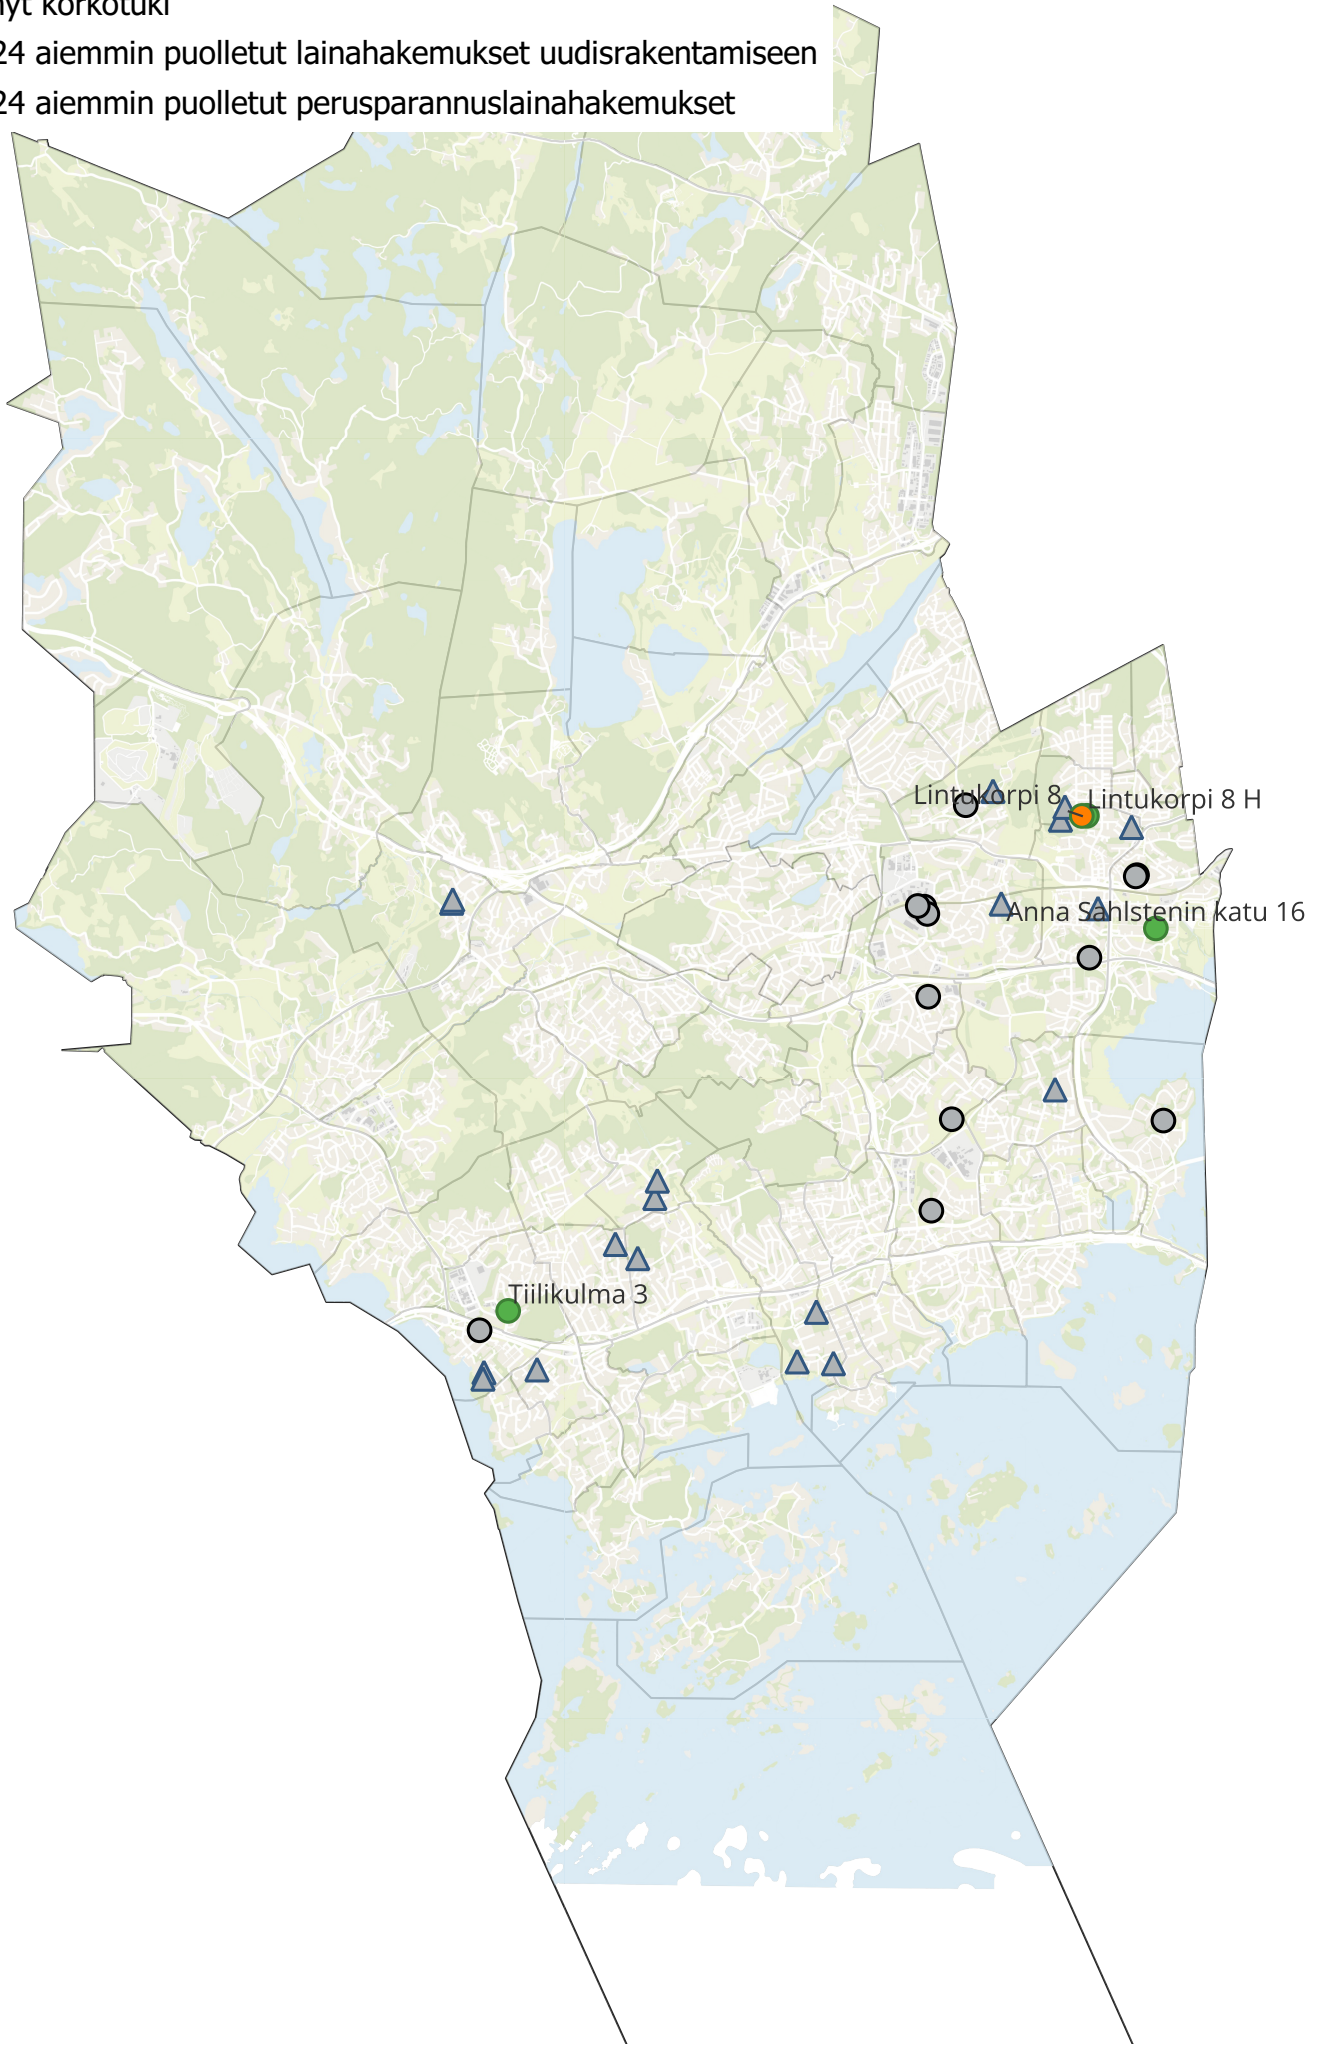 nyt korkotuki
24 aiemmin puolletut lainahakemukset uudisrakentamiseen
24 aiemmin puolletut perusparannuslainahakemukset
Lintukorpi 8
Lintukorpi 8 H
Anna Sahlstenin katu 16
Tiilikulma 3